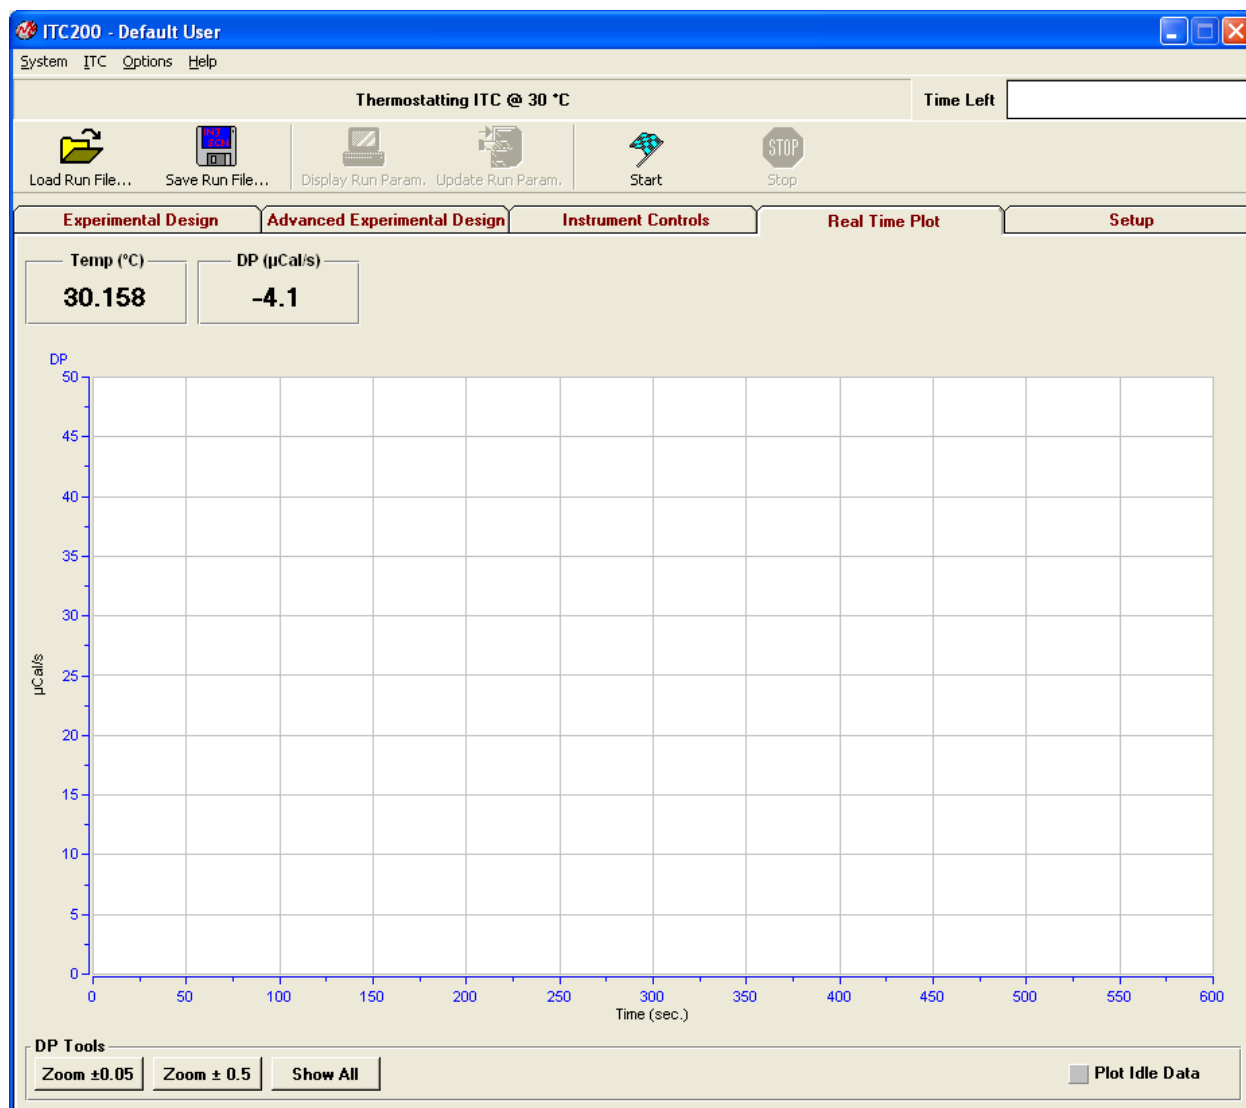 ITC200 - Default User
System ITC Options Help
Thermostatting ITC @ 30 °C
Time Left
Load Run File... Save Run File... Display Run Param. Update Run Param. Start Stop
INJ
SCN
STOP
Experimental Design Advanced Experimental Design Instrument Controls Real Time Plot Setup
Temp (°C) DP (µCal/s)
30.158 -4.1
DP
50
45
40
35
30
25
20
15
10
5
0
µCal/s
0 50 100 150 200 250 300 350 400 450 500 550 600
Time (sec.)
DP Tools
Zoom ±0.05 Zoom ± 0.5 Show All Plot Idle Data